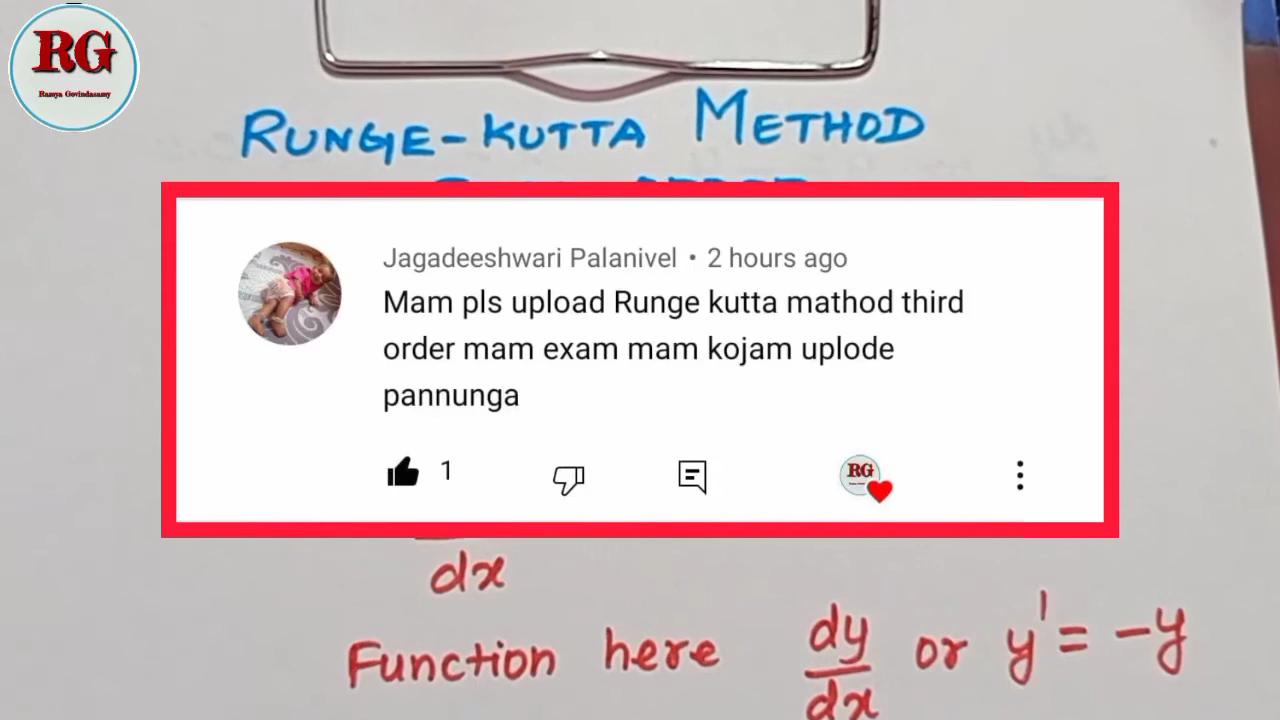 RG
Ramya Govindasamy
RUNGE-KUTTA METHOD
Jagadeeshwari Palanivel • 2 hours ago
Mam pls upload Runge kutta mathod third
order mam exam mam kojam uplode
pannunga
1
RG
dx
Function here dy/dx or y' = -y